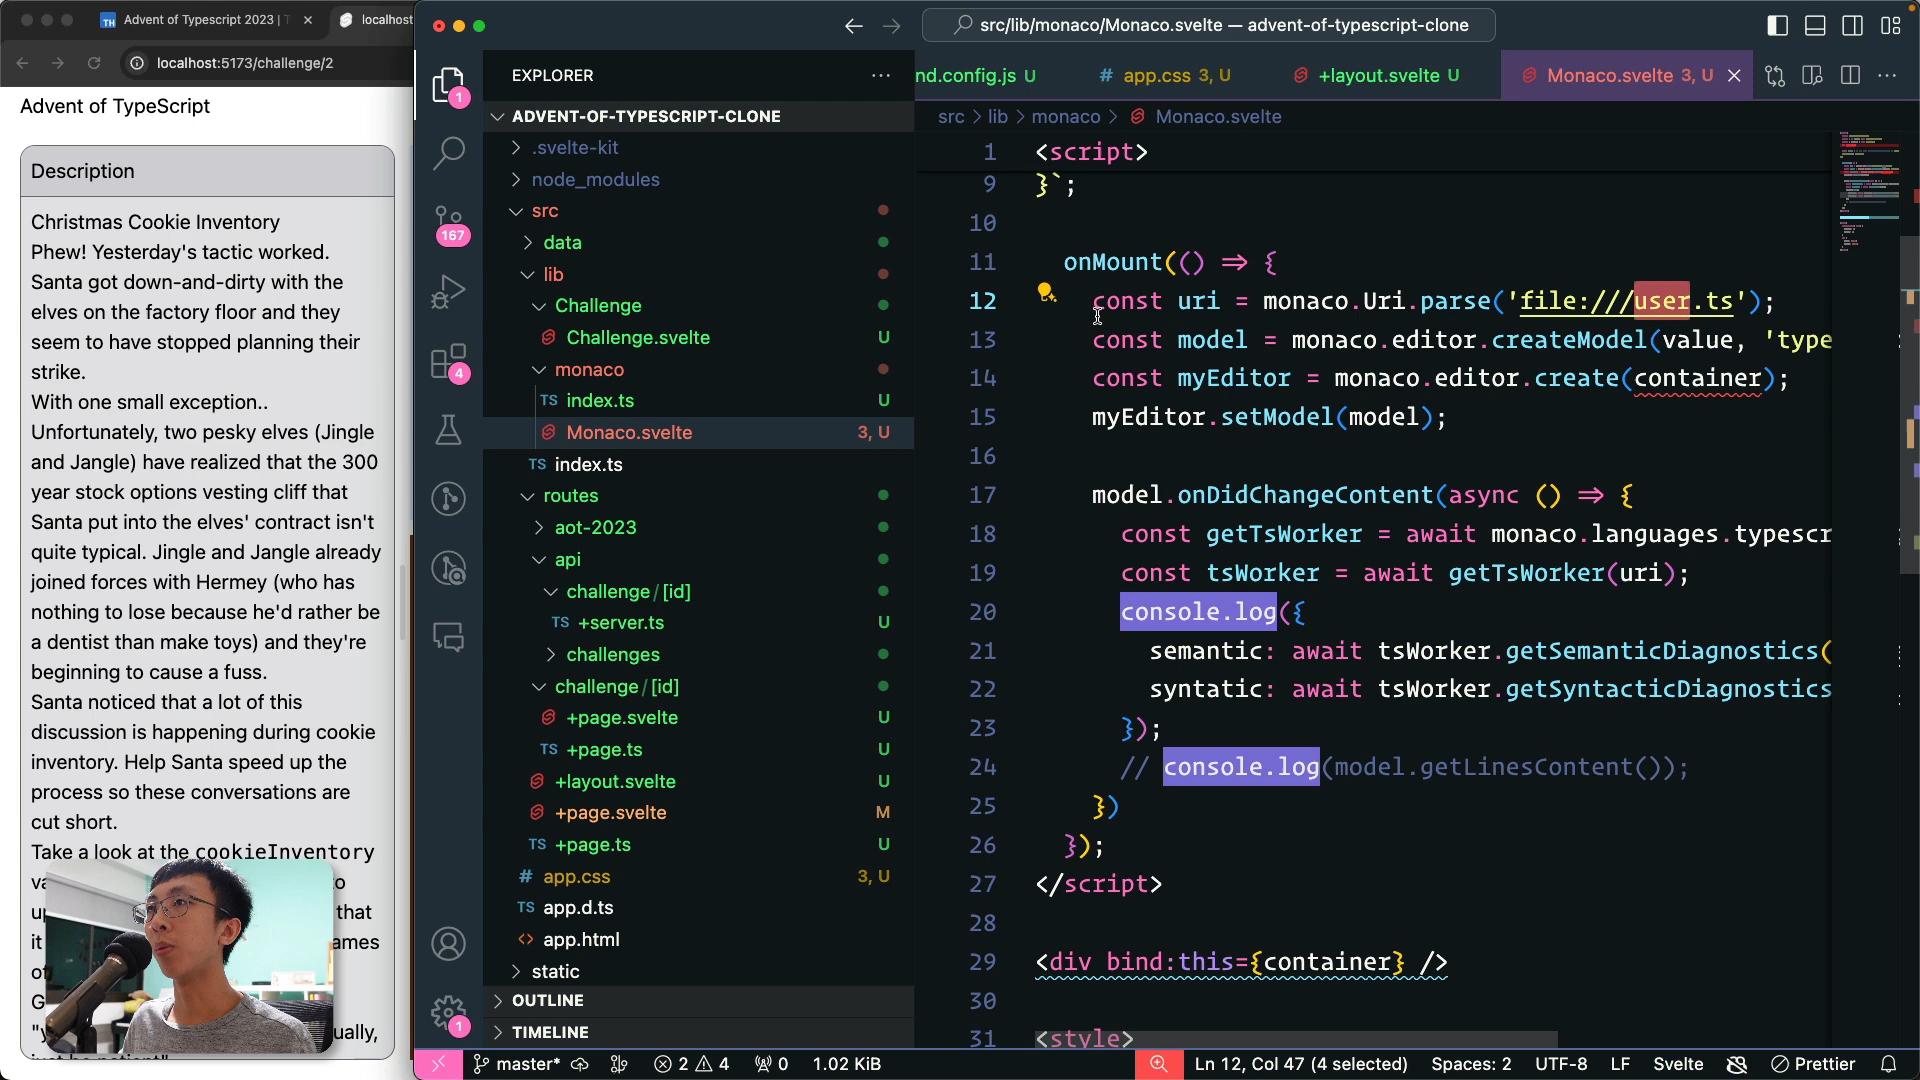 Advent of Typescript 2023 | T
localhost
localhost:5173/challenge/2
Advent of TypeScript
Description
Christmas Cookie Inventory
Phew! Yesterday's tactic worked.
Santa got down-and-dirty with the
elves on the factory floor and they
seem to have stopped planning their
strike.
With one small exception..
Unfortunately, two pesky elves (Jingle
and Jangle) have realized that the 300
year stock options vesting cliff that
Santa put into the elves' contract isn't
quite typical. Jingle and Jangle already
joined forces with Hermey (who has
nothing to lose because he'd rather be
a dentist than make toys) and they're
beginning to cause a fuss.
Santa noticed that a lot of this
discussion is happening during cookie
inventory. Help Santa speed up the
process so these conversations are
cut short.
Take a look at the cookieInventory
that
src/lib/monaco/Monaco.svelte — advent-of-typescript-clone
EXPLORER
ADVENT-OF-TYPESCRIPT-CLONE
.svelte-kit
node_modules
src
data
lib
Challenge
Challenge.svelte U
monaco
TS index.ts U
Monaco.svelte 3, U
TS index.ts
routes
aot-2023
api
challenge/[id]
TS +server.ts U
challenges
challenge/[id]
+page.svelte U
TS +page.ts U
+layout.svelte U
+page.svelte M
TS +page.ts U
# app.css 3, U
TS app.d.ts
<> app.html
static
OUTLINE
TIMELINE
1
167
4
1
nd.config.js U
# app.css 3, U
+layout.svelte U
Monaco.svelte 3, U
src > lib > monaco > Monaco.svelte
1 <script>
9 }`;
10
11 onMount(() => {
12 const uri = monaco.Uri.parse('file:///user.ts');
13 const model = monaco.editor.createModel(value, 'type
14 const myEditor = monaco.editor.create(container);
15 myEditor.setModel(model);
16
17 model.onDidChangeContent(async () => {
18 const getTsWorker = await monaco.languages.typescr
19 const tsWorker = await getTsWorker(uri);
20 console.log({
21 semantic: await tsWorker.getSemanticDiagnostics(
22 syntatic: await tsWorker.getSyntacticDiagnostics
23 });
24 // console.log(model.getLinesContent());
25 })
26 });
27 </script>
28
29 <div bind:this={container} />
30
31 <style>
master* 2 4 0 1.02 KiB Ln 12, Col 47 (4 selected) Spaces: 2 UTF-8 LF Svelte Prettier